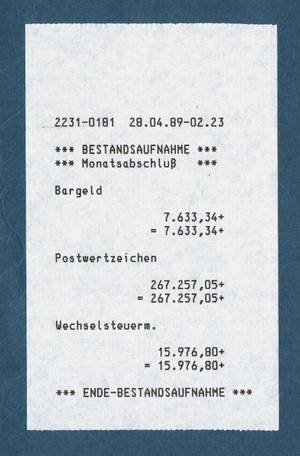 2231-0181 28.04.89-02.23
*** BESTANDSAUFNAHME ***
*** Monatsabschluß ***
Bargeld
7.633,34+
= 7.633,34+
Postwertzeichen
267.257,05+
= 267.257,05+
Wechselsteuerm.
15.976,80+
= 15.976,80+
*** ENDE-BESTANDSAUFNAHME ***